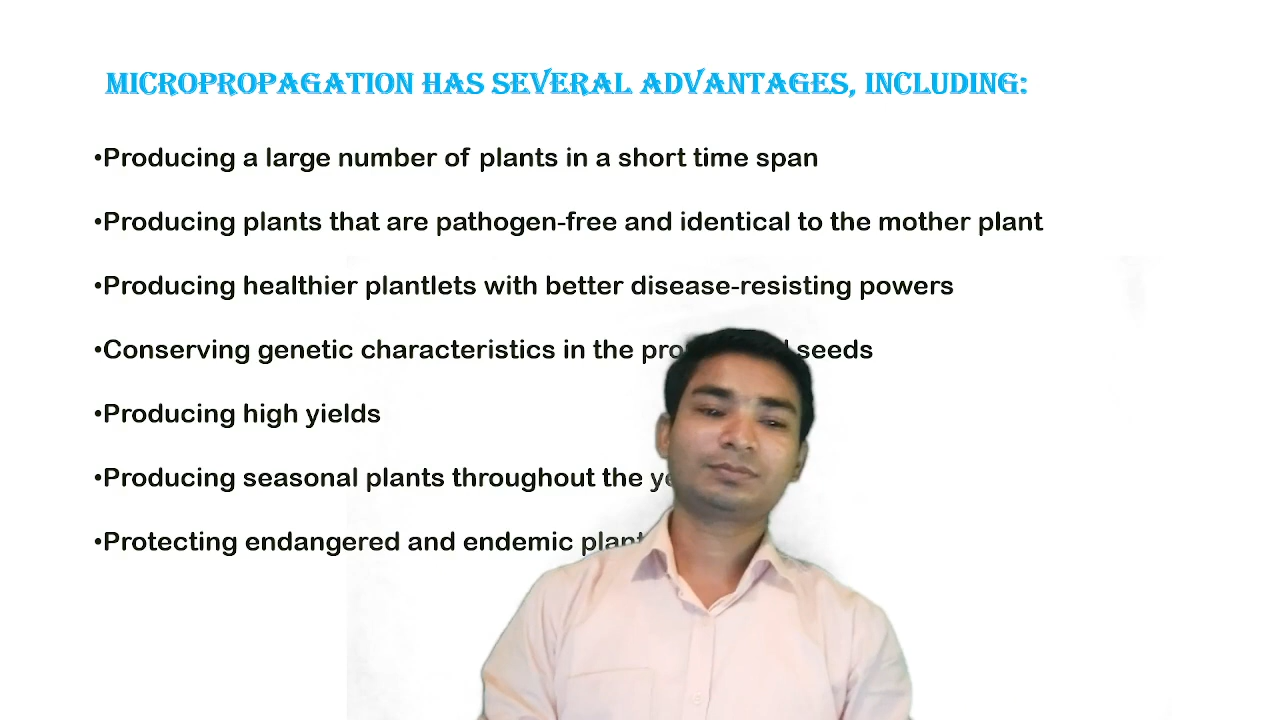 MICROPROPAGATION HAS SEVERAL ADVANTAGES, INCLUDING:
•Producing a large number of plants in a short time span
•Producing plants that are pathogen-free and identical to the mother plant
•Producing healthier plantlets with better disease-resisting powers
•Conserving genetic characteristics in the seeds
•Producing high yields
•Producing seasonal plants throughout the
•Protecting endangered and endemic